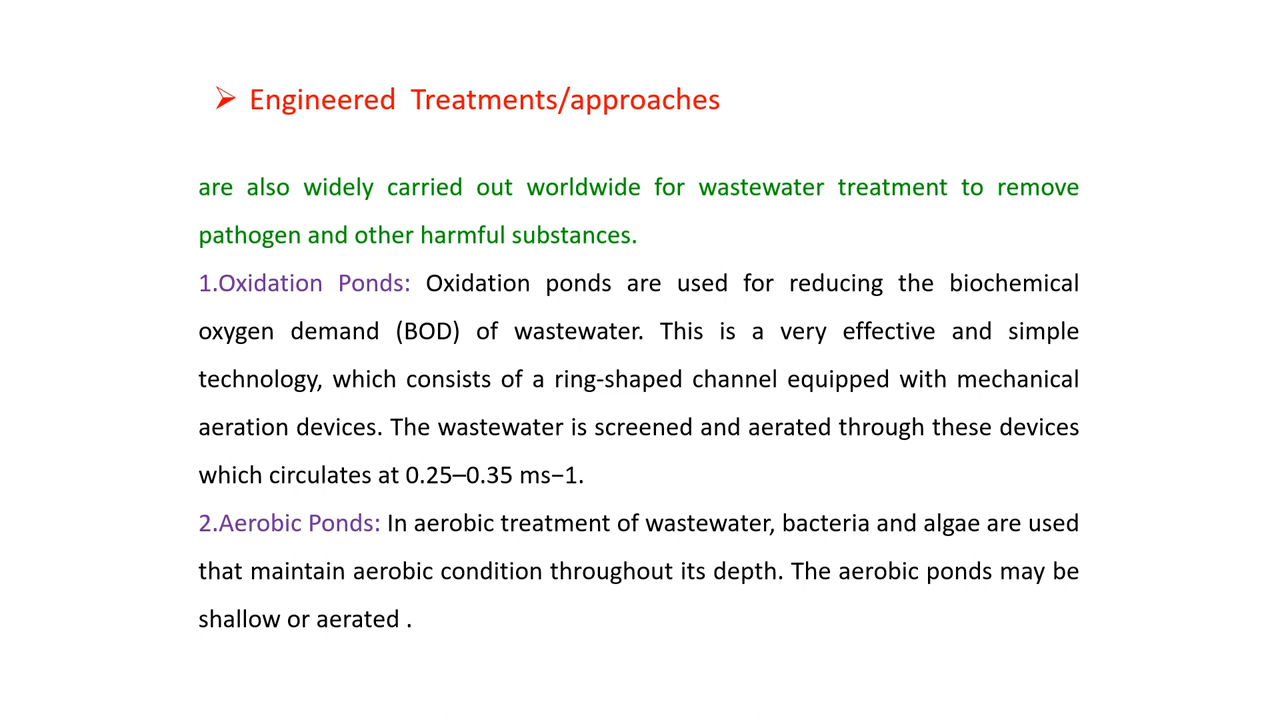 ➢ Engineered Treatments/approaches
are also widely carried out worldwide for wastewater treatment to remove
pathogen and other harmful substances.
1.Oxidation Ponds: Oxidation ponds are used for reducing the biochemical
oxygen demand (BOD) of wastewater. This is a very effective and simple
technology, which consists of a ring-shaped channel equipped with mechanical
aeration devices. The wastewater is screened and aerated through these devices
which circulates at 0.25–0.35 ms−1.
2.Aerobic Ponds: In aerobic treatment of wastewater, bacteria and algae are used
that maintain aerobic condition throughout its depth. The aerobic ponds may be
shallow or aerated .